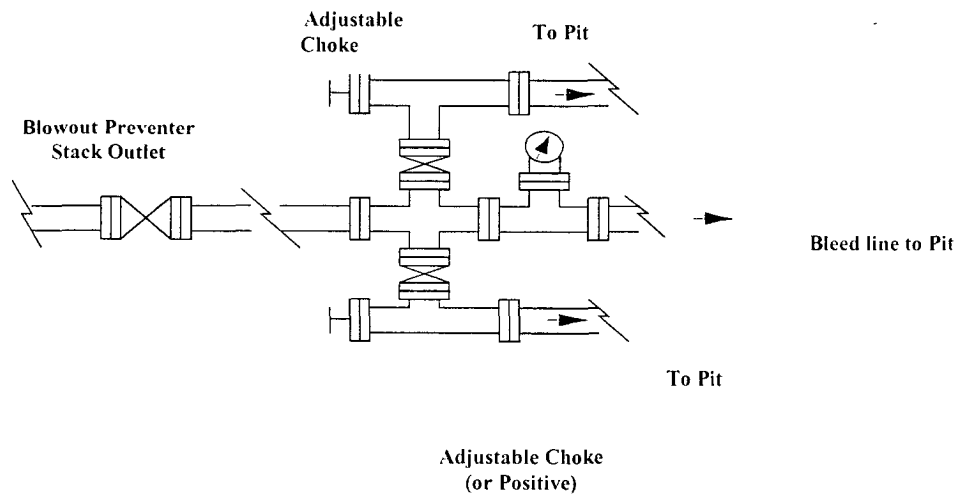 Adjustable
Choke
To Pit
Blowout Preventer
Stack Outlet
Bleed line to Pit
To Pit
Adjustable Choke
(or Positive)